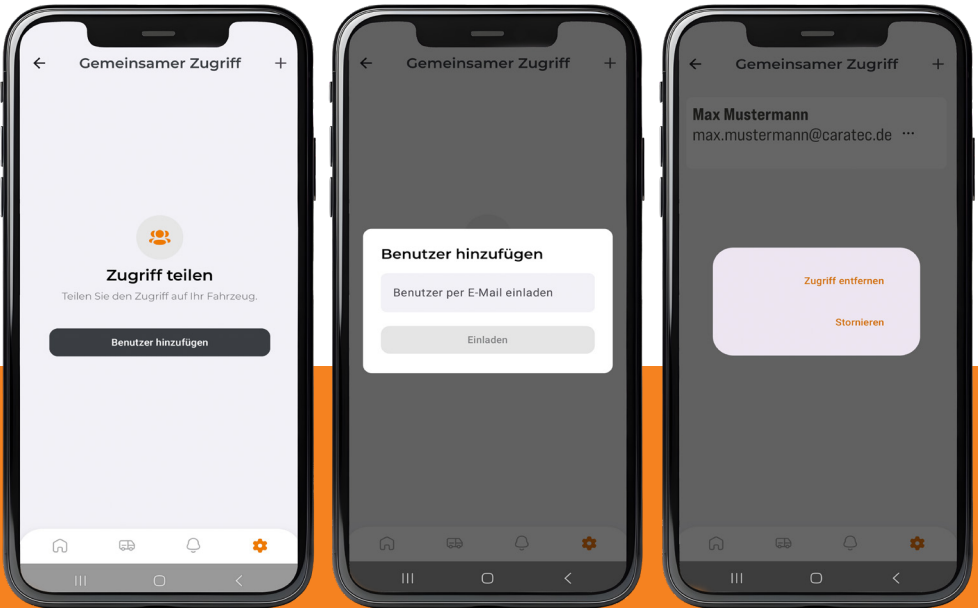 Gemeinsamer Zugriff
Zugriff teilen
Teilen Sie den Zugriff auf Ihr Fahrzeug.
Benutzer hinzufügen
Gemeinsamer Zugriff
Benutzer hinzufügen
Benutzer per E-Mail einladen
Einladen
Gemeinsamer Zugriff
Max Mustermann
max.mustermann@caratec.de
Zugriff entfernen
Stornieren